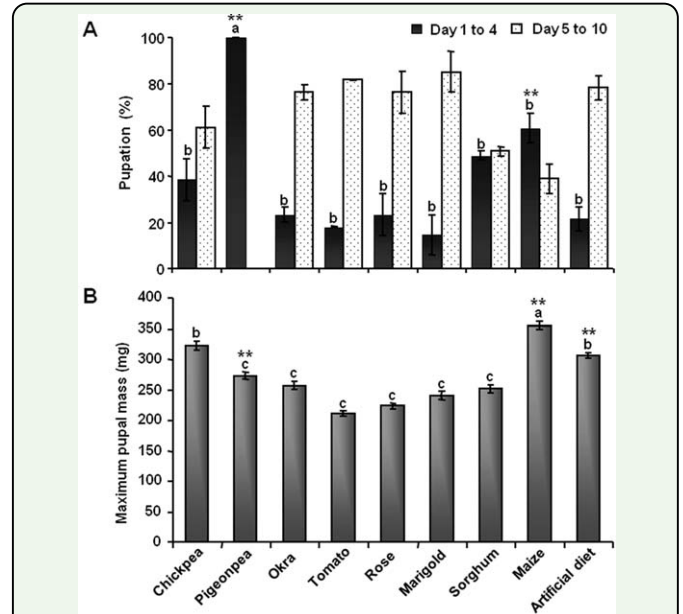 A
Day 1 to 4 Day 5 to 10
Pupation (%)
100
80
60
40
20
0
b
**
a
b
b
b
b
b
**
b
b
B
Maximum pupal mass (mg)
400
350
300
250
200
150
100
50
0
b
**
c
c
c
c
c
c
**
a
**
b
Chickpea
Pigeonpea
Okra
Tomato
Rose
Marigold
Sorghum
Maize
Artificial diet